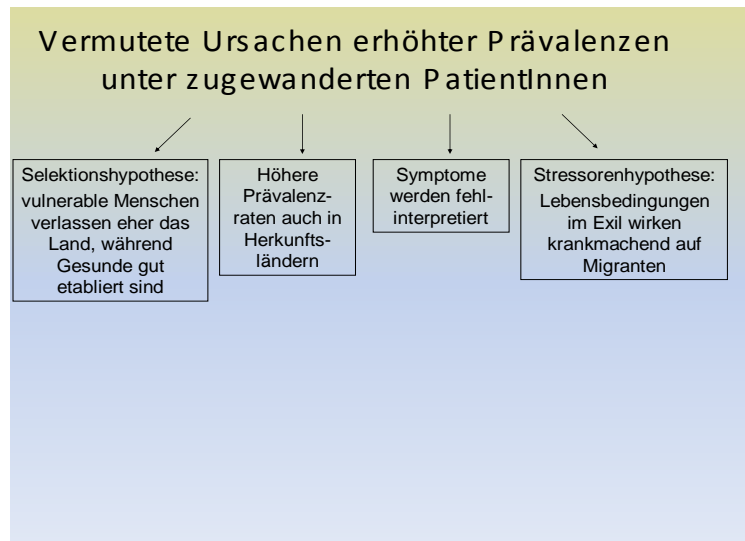 Vermutete Ursachen erhöhter Prävalenzen
unter zugewanderten PatientInnen
Selektionshypothese:
vulnerable Menschen
verlassen eher das
Land, während
Gesunde gut
etabliert sind
Höhere
Prävalenz-
raten auch in
Herkunfts-
ländern
Symptome
werden fehl-
interpretiert
Stressorenhypothese:
Lebensbedingungen
im Exil wirken
krankmachend auf
Migranten